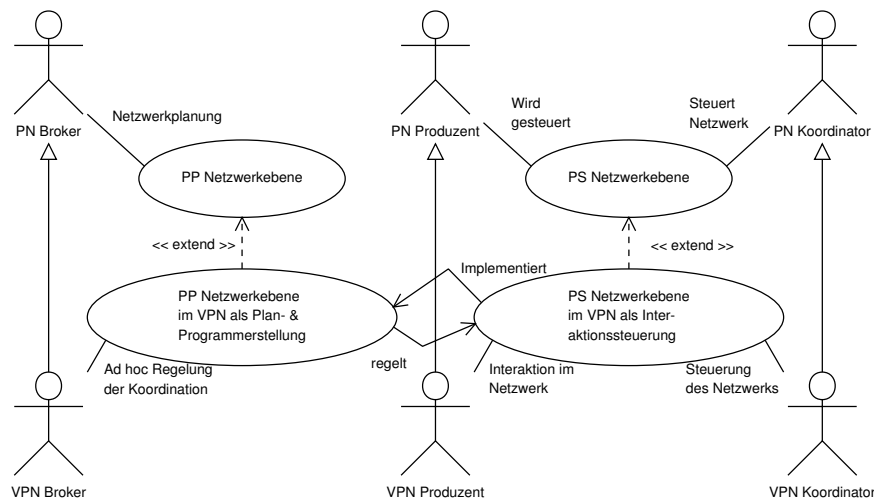 Netzwerkplanung
Wird
gesteuert
Steuert
Netzwerk
PN Broker
PN Produzent
PN Koordinator
PP Netzwerkebene
PS Netzwerkebene
<< extend >>
<< extend >>
Implementiert
PP Netzwerkebene
im VPN als Plan- &
Programmerstellung
PS Netzwerkebene
im VPN als Inter-
aktionssteuerung
regelt
Ad hoc Regelung
der Koordination
Interaktion im
Netzwerk
Steuerung
des Netzwerks
VPN Broker
VPN Produzent
VPN Koordinator